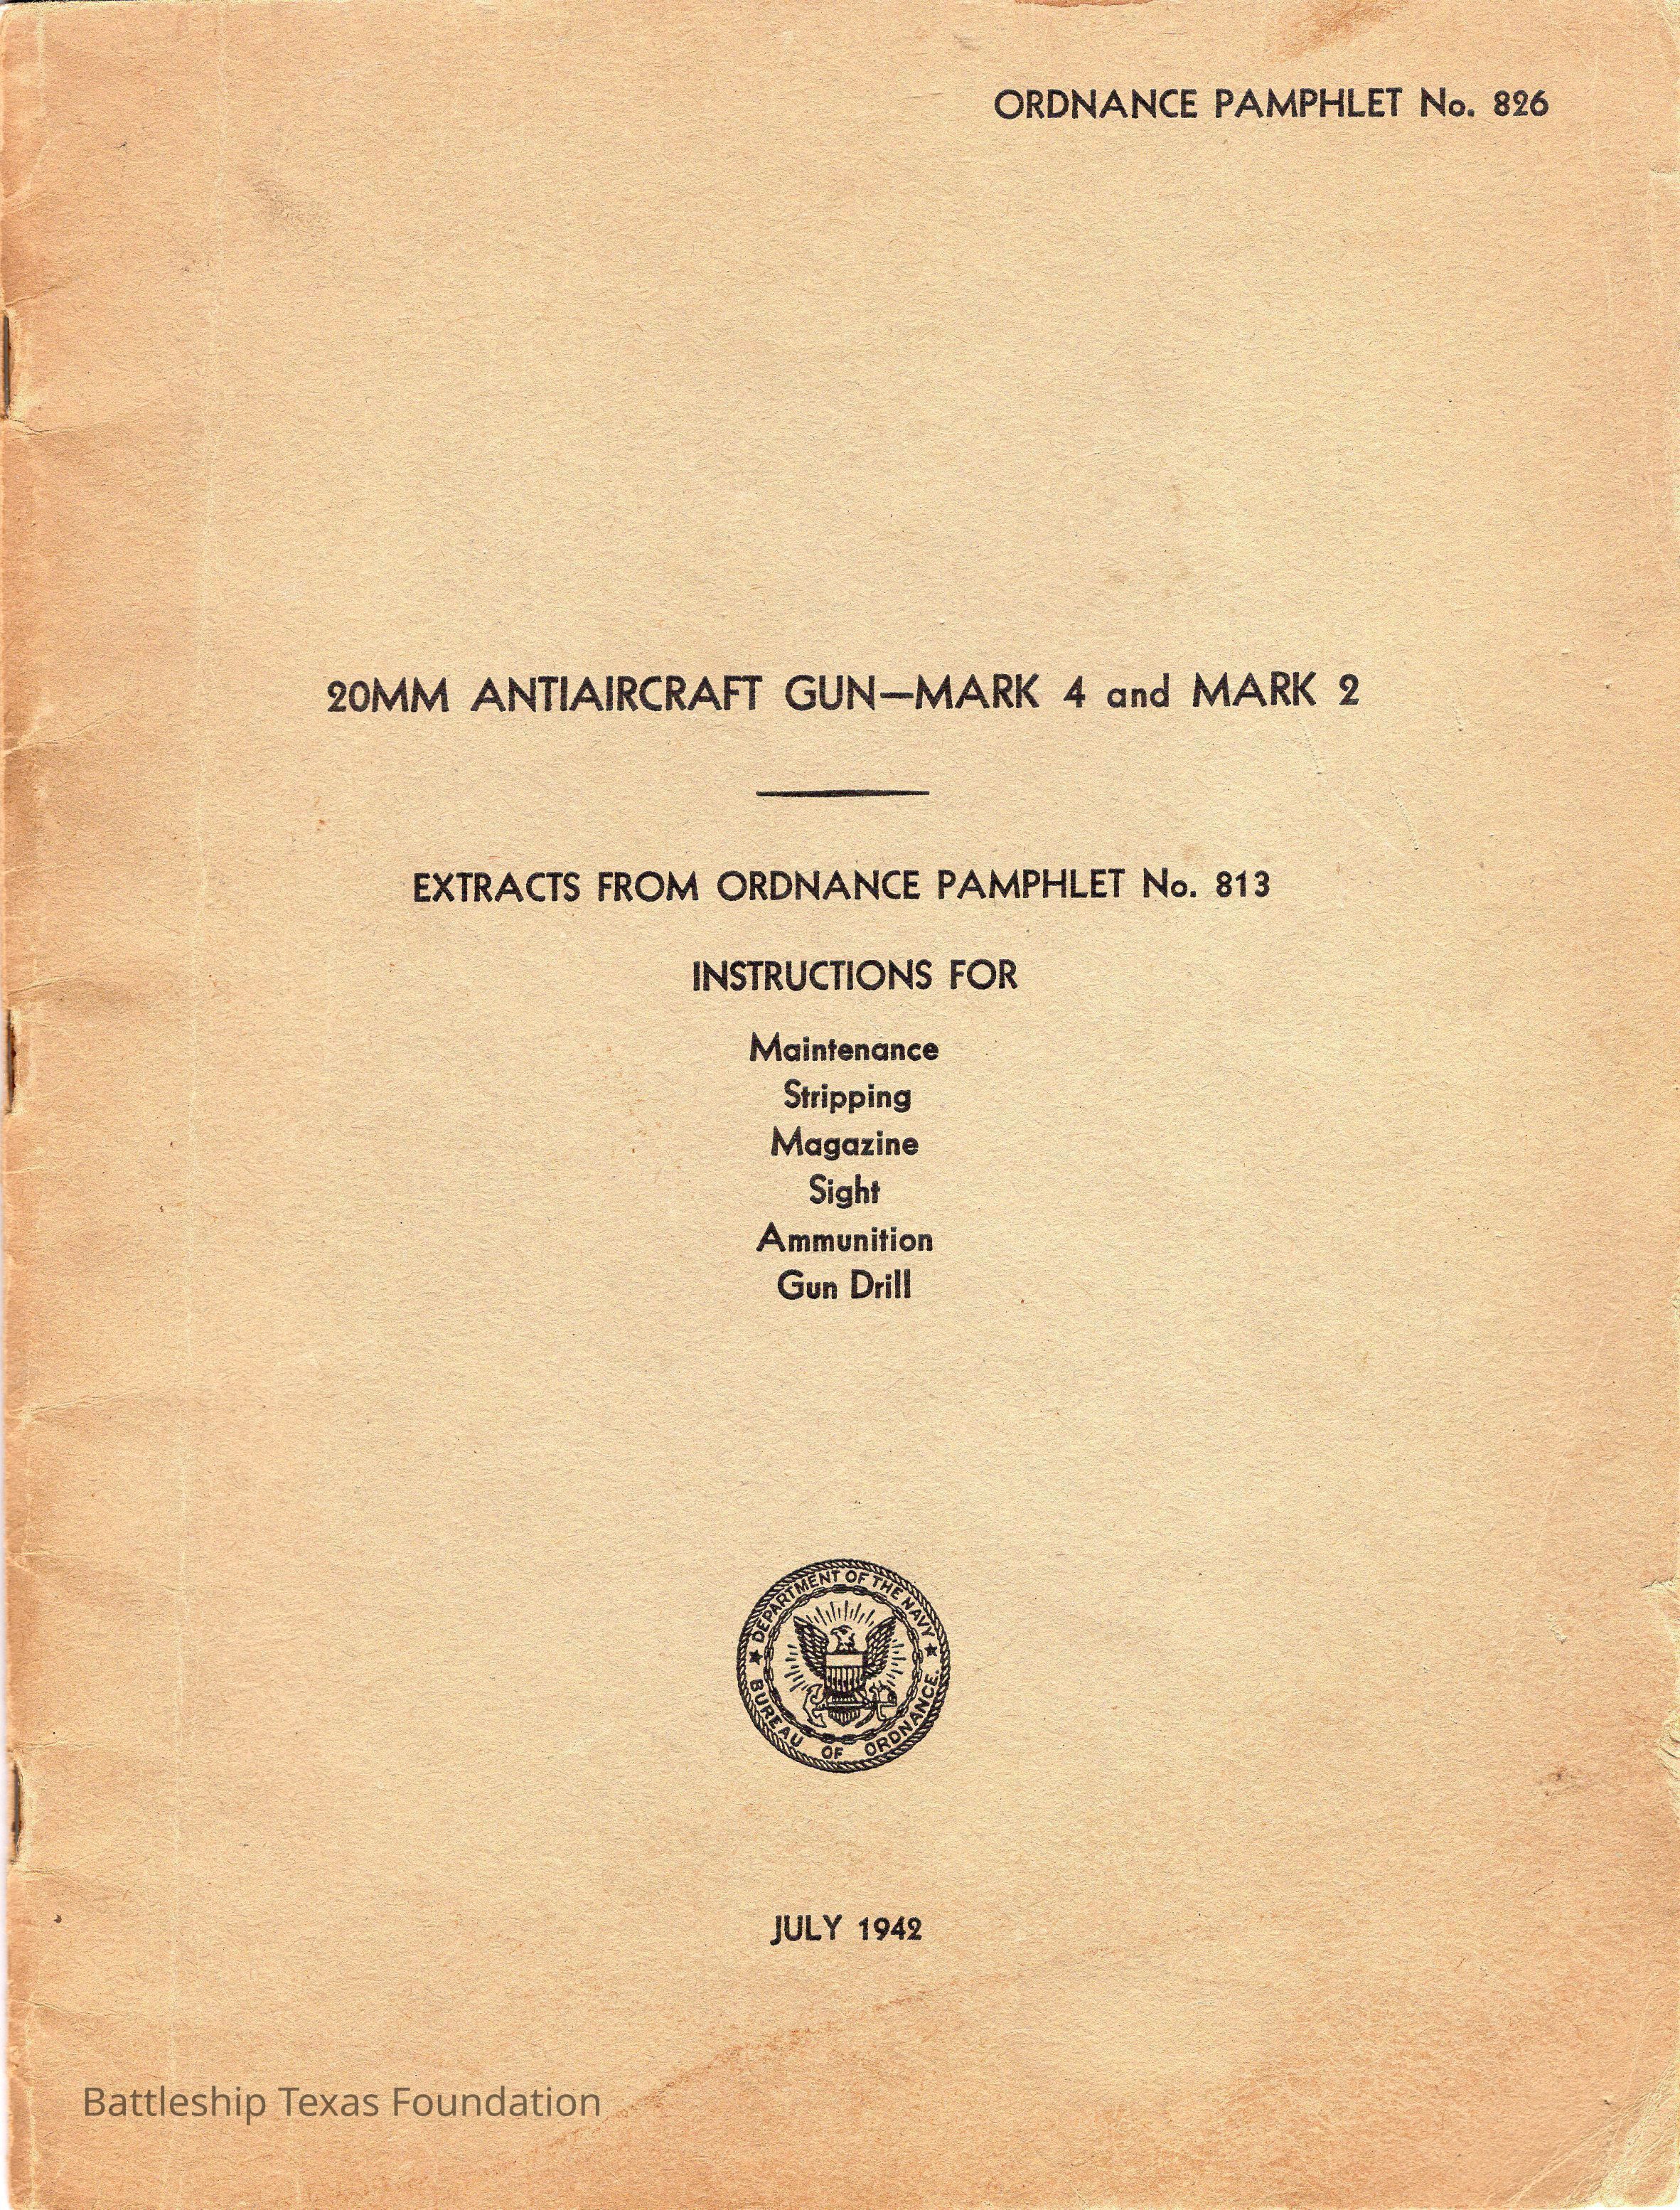 ORDNANCE PAMPHLET No. 826
20MM ANTIAIRCRAFT GUN—MARK 4 and MARK 2
EXTRACTS FROM ORDNANCE PAMPHLET No. 813
INSTRUCTIONS FOR
Maintenance
Stripping
Magazine
Sight
Ammunition
Gun Drill
DEPARTMENT OF THE NAVY
BUREAU OF ORDNANCE
JULY 1942
Battleship Texas Foundation